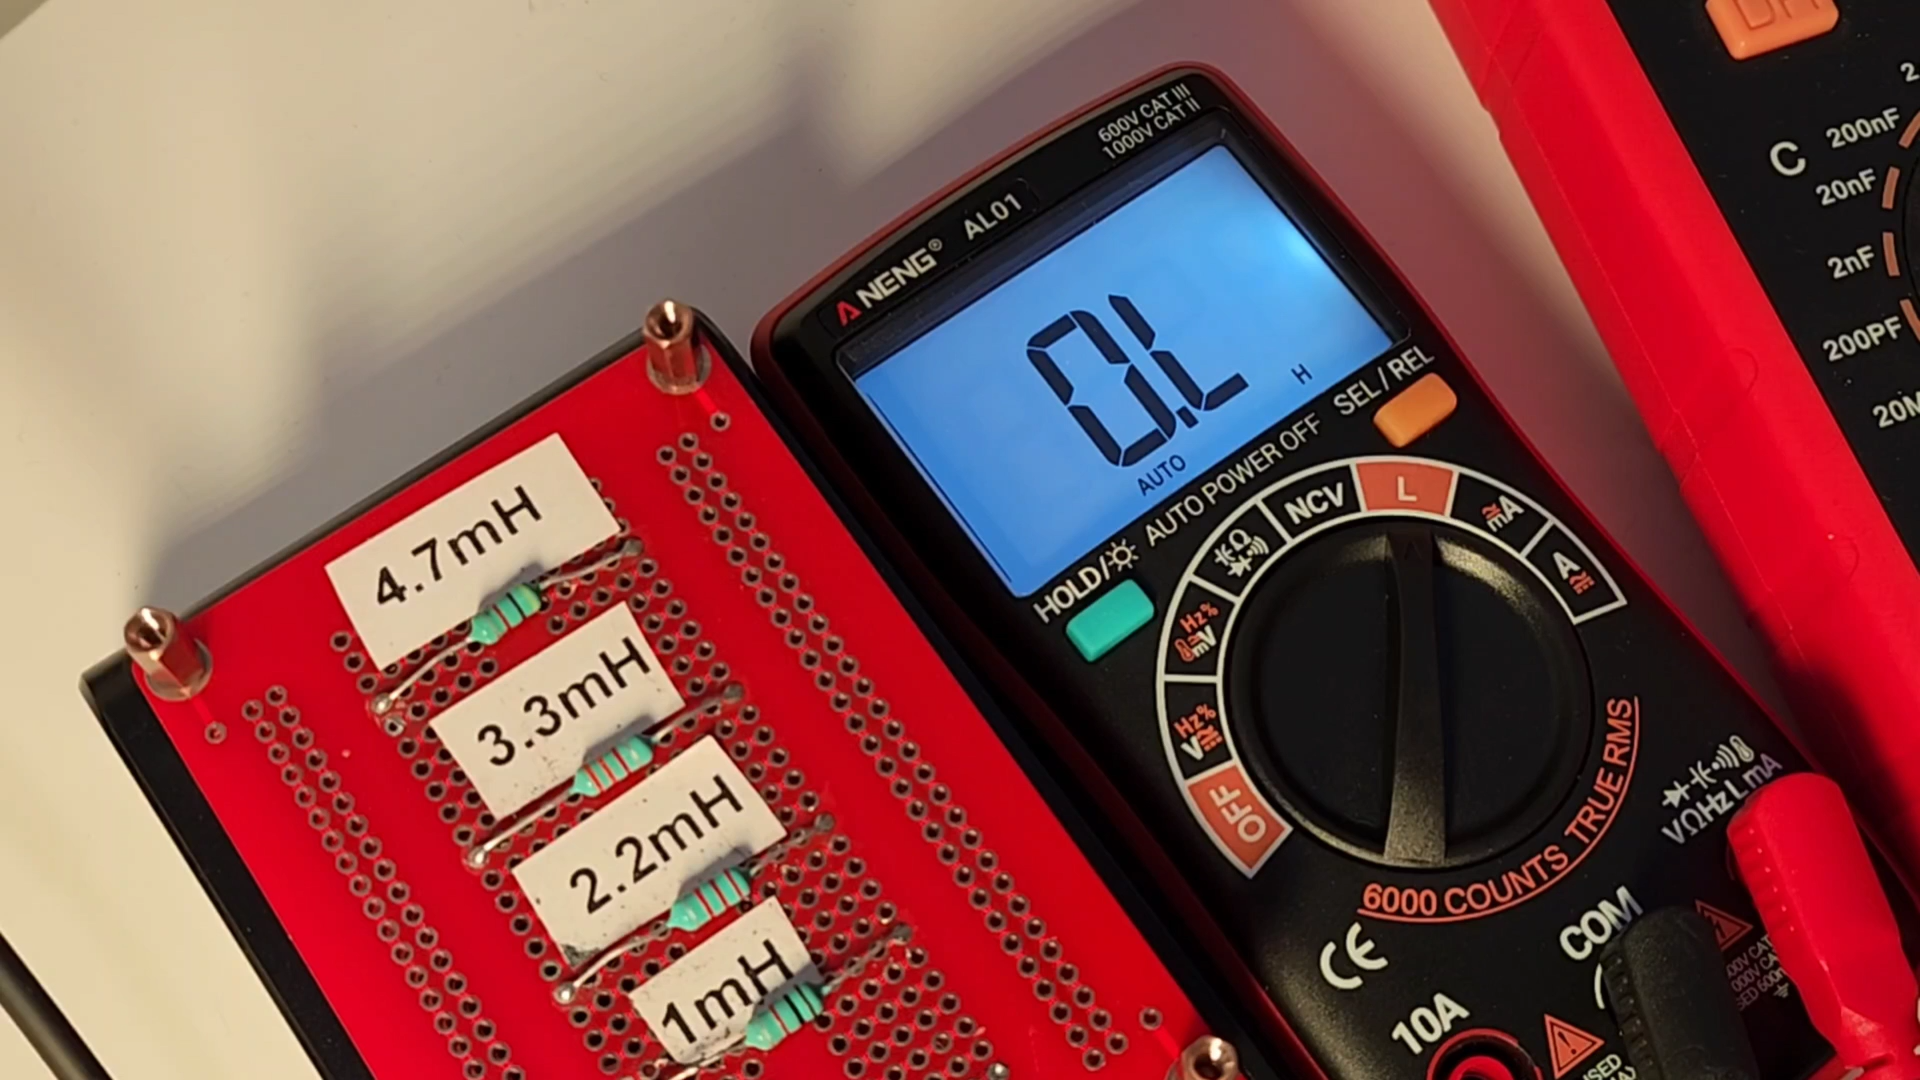 600V CAT III
1000V CAT II
ANENG® AL01
0.L
H
AUTO
SEL/REL
AUTO POWER OFF
HOLD/
NCV
L
mA
A
Ω
Hz%
mV
Hz%
V
OFF
6000 COUNTS TRUE RMS
VΩHzLmA
COM
CE
10A
4.7mH
3.3mH
2.2mH
1mH
C
200nF
20nF
2nF
200PF